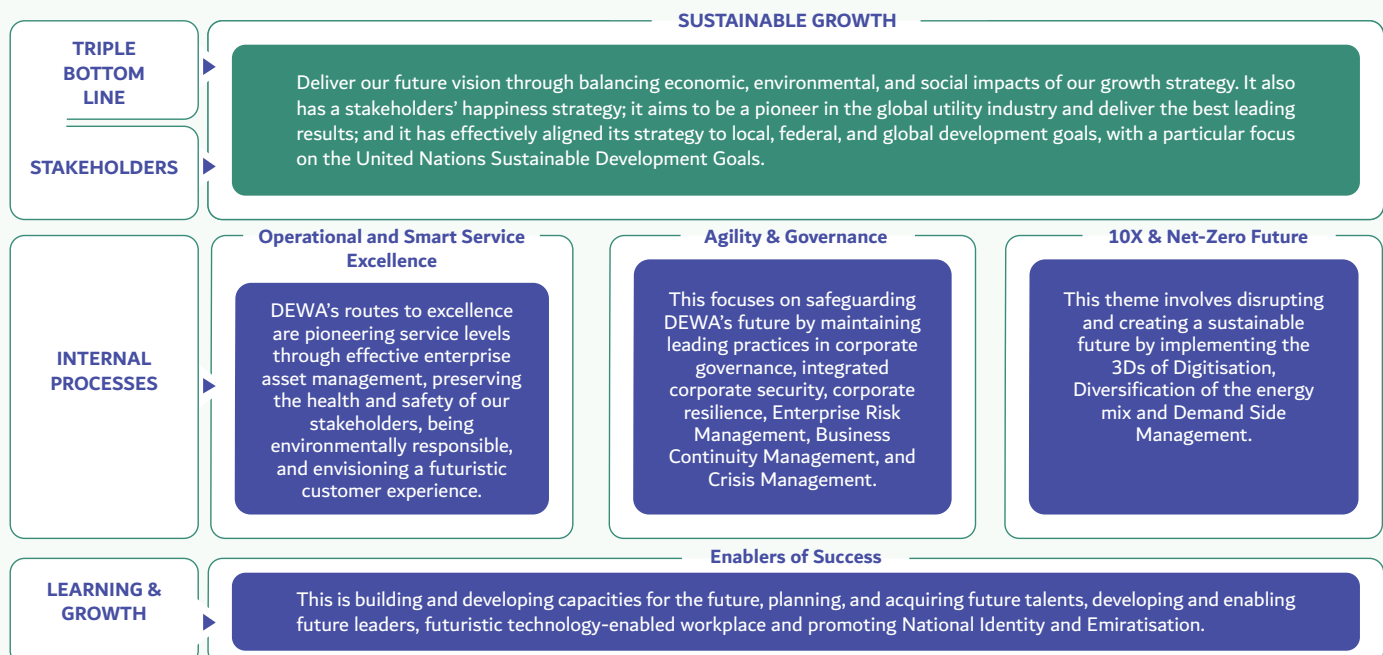 SUSTAINABLE GROWTH
TRIPLE
BOTTOM
LINE
STAKEHOLDERS
Deliver our future vision through balancing economic, environmental, and social impacts of our growth strategy. It also
has a stakeholders’ happiness strategy; it aims to be a pioneer in the global utility industry and deliver the best leading
results; and it has effectively aligned its strategy to local, federal, and global development goals, with a particular focus
on the United Nations Sustainable Development Goals.
INTERNAL
PROCESSES
Operational and Smart Service
Excellence
DEWA’s routes to excellence
are pioneering service levels
through effective enterprise
asset management, preserving
the health and safety of our
stakeholders, being
environmentally responsible,
and envisioning a futuristic
customer experience.
Agility & Governance
This focuses on safeguarding
DEWA’s future by maintaining
leading practices in corporate
governance, integrated
corporate security, corporate
resilience, Enterprise Risk
Management, Business
Continuity Management, and
Crisis Management.
10X & Net-Zero Future
This theme involves disrupting
and creating a sustainable
future by implementing the
3Ds of Digitisation,
Diversification of the energy
mix and Demand Side
Management.
LEARNING &
GROWTH
Enablers of Success
This is building and developing capacities for the future, planning, and acquiring future talents, developing and enabling
future leaders, futuristic technology-enabled workplace and promoting National Identity and Emiratisation.